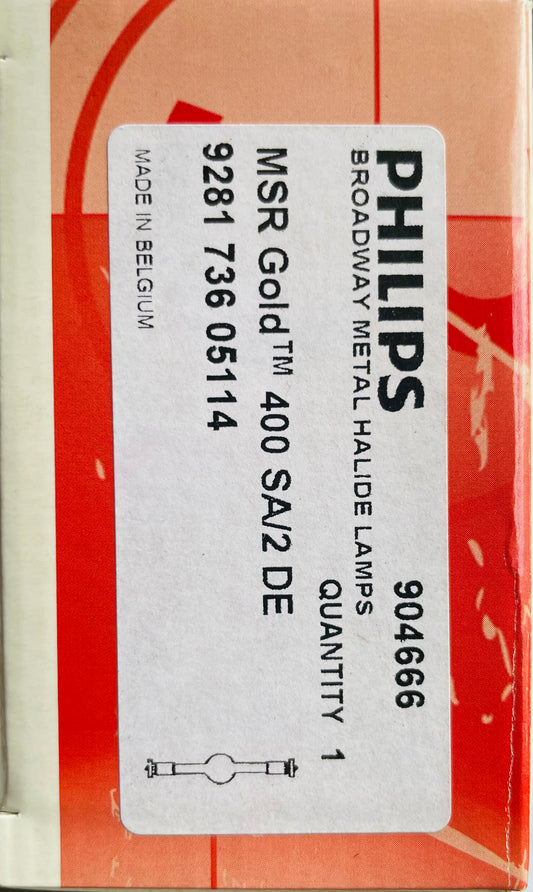 PHILIPS 904666
BROADWAY METAL HALIDE LAMPS
QUANTITY 1
MSR Gold™ 400 SA/2 DE
9281 736 05114
MADE IN BELGIUM